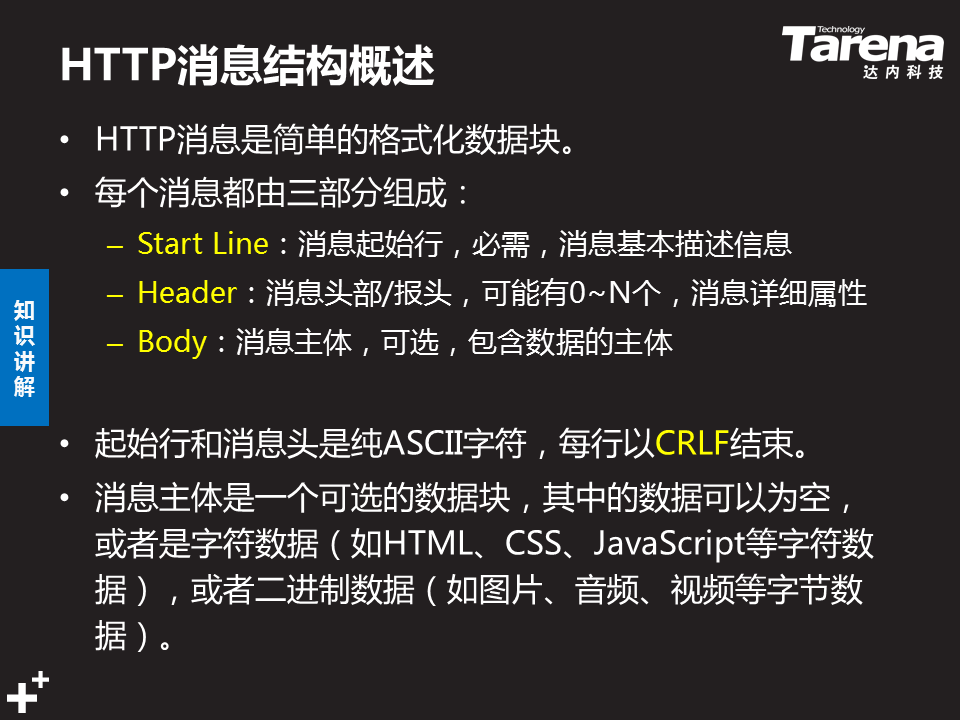 HTTP消息结构概述
Technology
Tarena
达内科技
• HTTP消息是简单的格式化数据块。
• 每个消息都由三部分组成：
– Start Line：消息起始行，必需，消息基本描述信息
– Header：消息头部/报头，可能有0~N个，消息详细属性
– Body：消息主体，可选，包含数据的主体
知识讲解
• 起始行和消息头是纯ASCII字符，每行以CRLF结束。
• 消息主体是一个可选的数据块，其中的数据可以为空，
或者是字符数据（如HTML、CSS、JavaScript等字符数
据），或者二进制数据（如图片、音频、视频等字节数
据）。